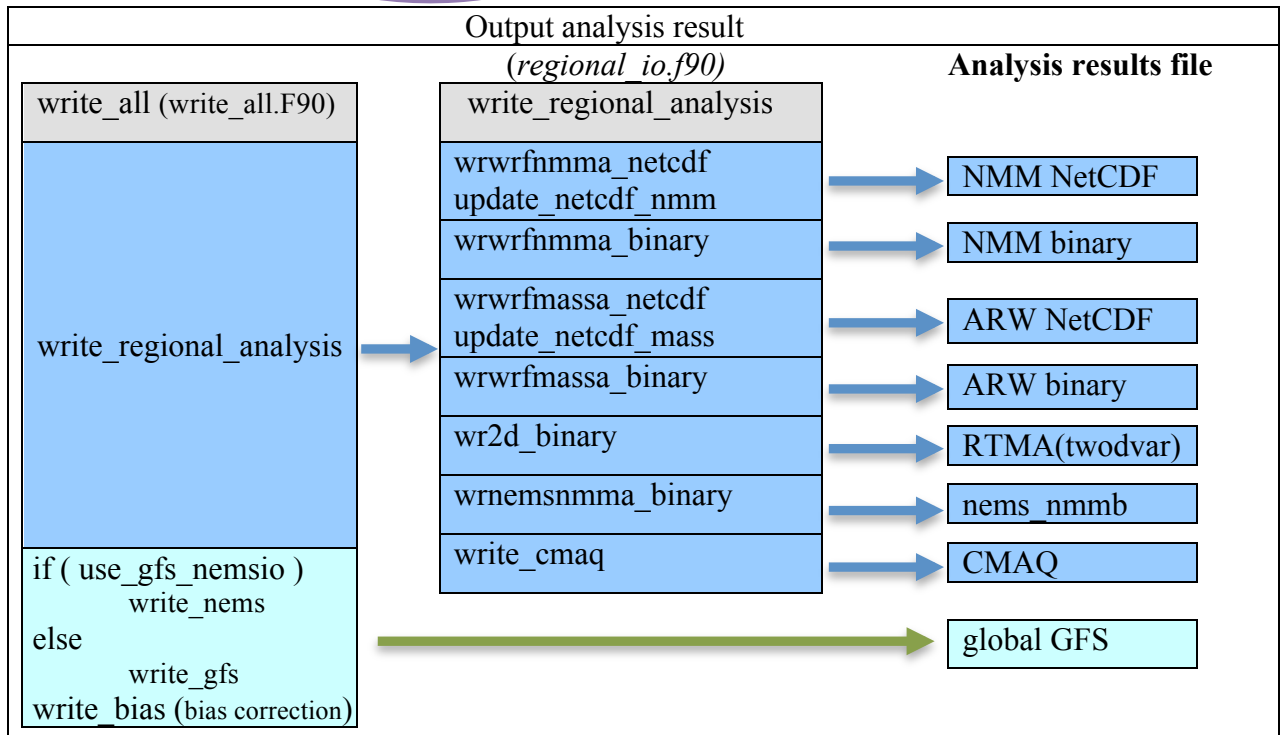 Output analysis result
(regional_io.f90)
Analysis results file
write_all (write_all.F90)
write_regional_analysis
if ( use_gfs_nemsio )
write_nems
else
write_gfs
write_bias (bias correction)
write_regional_analysis
wrwrfnmma_netcdf
update_netcdf_nmm
wrwrfnmma_binary
wrwrfmassa_netcdf
update_netcdf_mass
wrwrfmassa_binary
wr2d_binary
wrnemsnmma_binary
write_cmaq
NMM NetCDF
NMM binary
ARW NetCDF
ARW binary
RTMA(twodvar)
nems_nmmb
CMAQ
global GFS